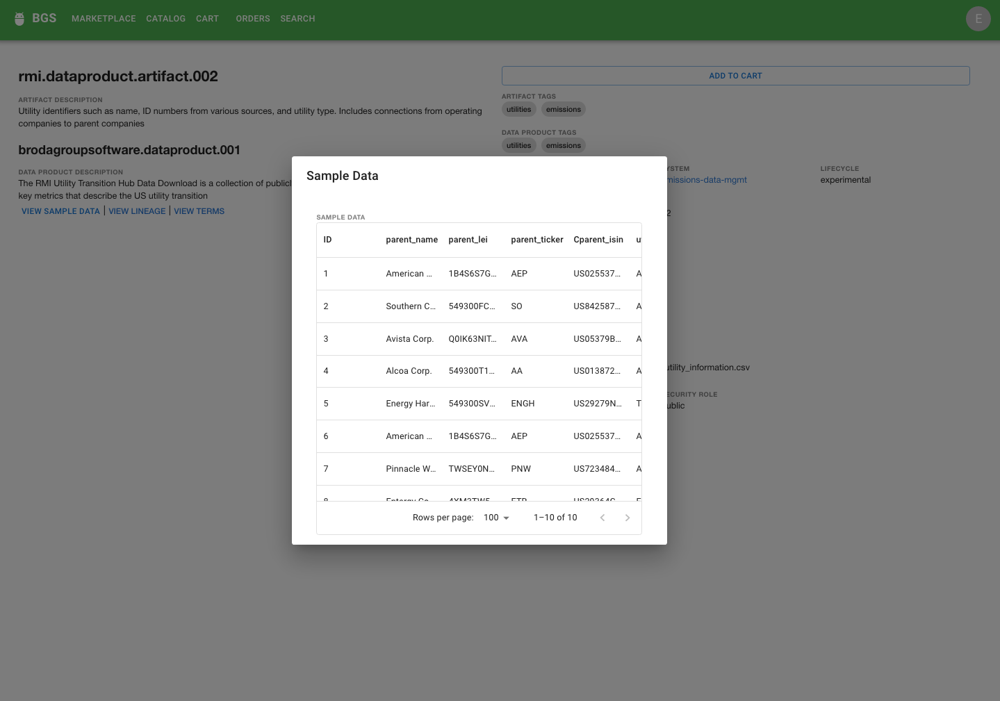 BGS MARKETPLACE CATALOG CART ORDERS SEARCH E
rmi.dataproduct.artifact.002
ARTIFACT DESCRIPTION
Utility identifiers such as name, ID numbers from various sources, and utility type. Includes connections from operating
companies to parent companies
brodagroupsoftware.dataproduct.001
DATA PRODUCT DESCRIPTION
The RMI Utility Transition Hub Data Download is a collection of publicl
key metrics that describe the US utility transition
VIEW SAMPLE DATA | VIEW LINEAGE | VIEW TERMS
ADD TO CART
ARTIFACT TAGS
utilities emissions
DATA PRODUCT TAGS
utilities emissions
YSTEM LIFECYCLE
missions-data-mgmt experimental
2
utility_information.csv
ECURITY ROLE
ublic
Sample Data
SAMPLE DATA
ID parent_name parent_lei parent_ticker Cparent_isin u
1 American ... 1B4S6S7G... AEP US025537... A
2 Southern C... 549300FC... SO US842587... A
3 Avista Corp. Q0IK63NIT... AVA US05379B... A
4 Alcoa Corp. 549300T1... AA US013872... A
5 Energy Har... 549300SV... ENGH US29279N... T
6 American ... 1B4S6S7G... AEP US025537... A
7 Pinnacle W... TWSEY0N... PNW US723484... A
8 Entergy Co... 4XM3TW5... ETR US29364G... E
Rows per page: 100 1–10 of 10